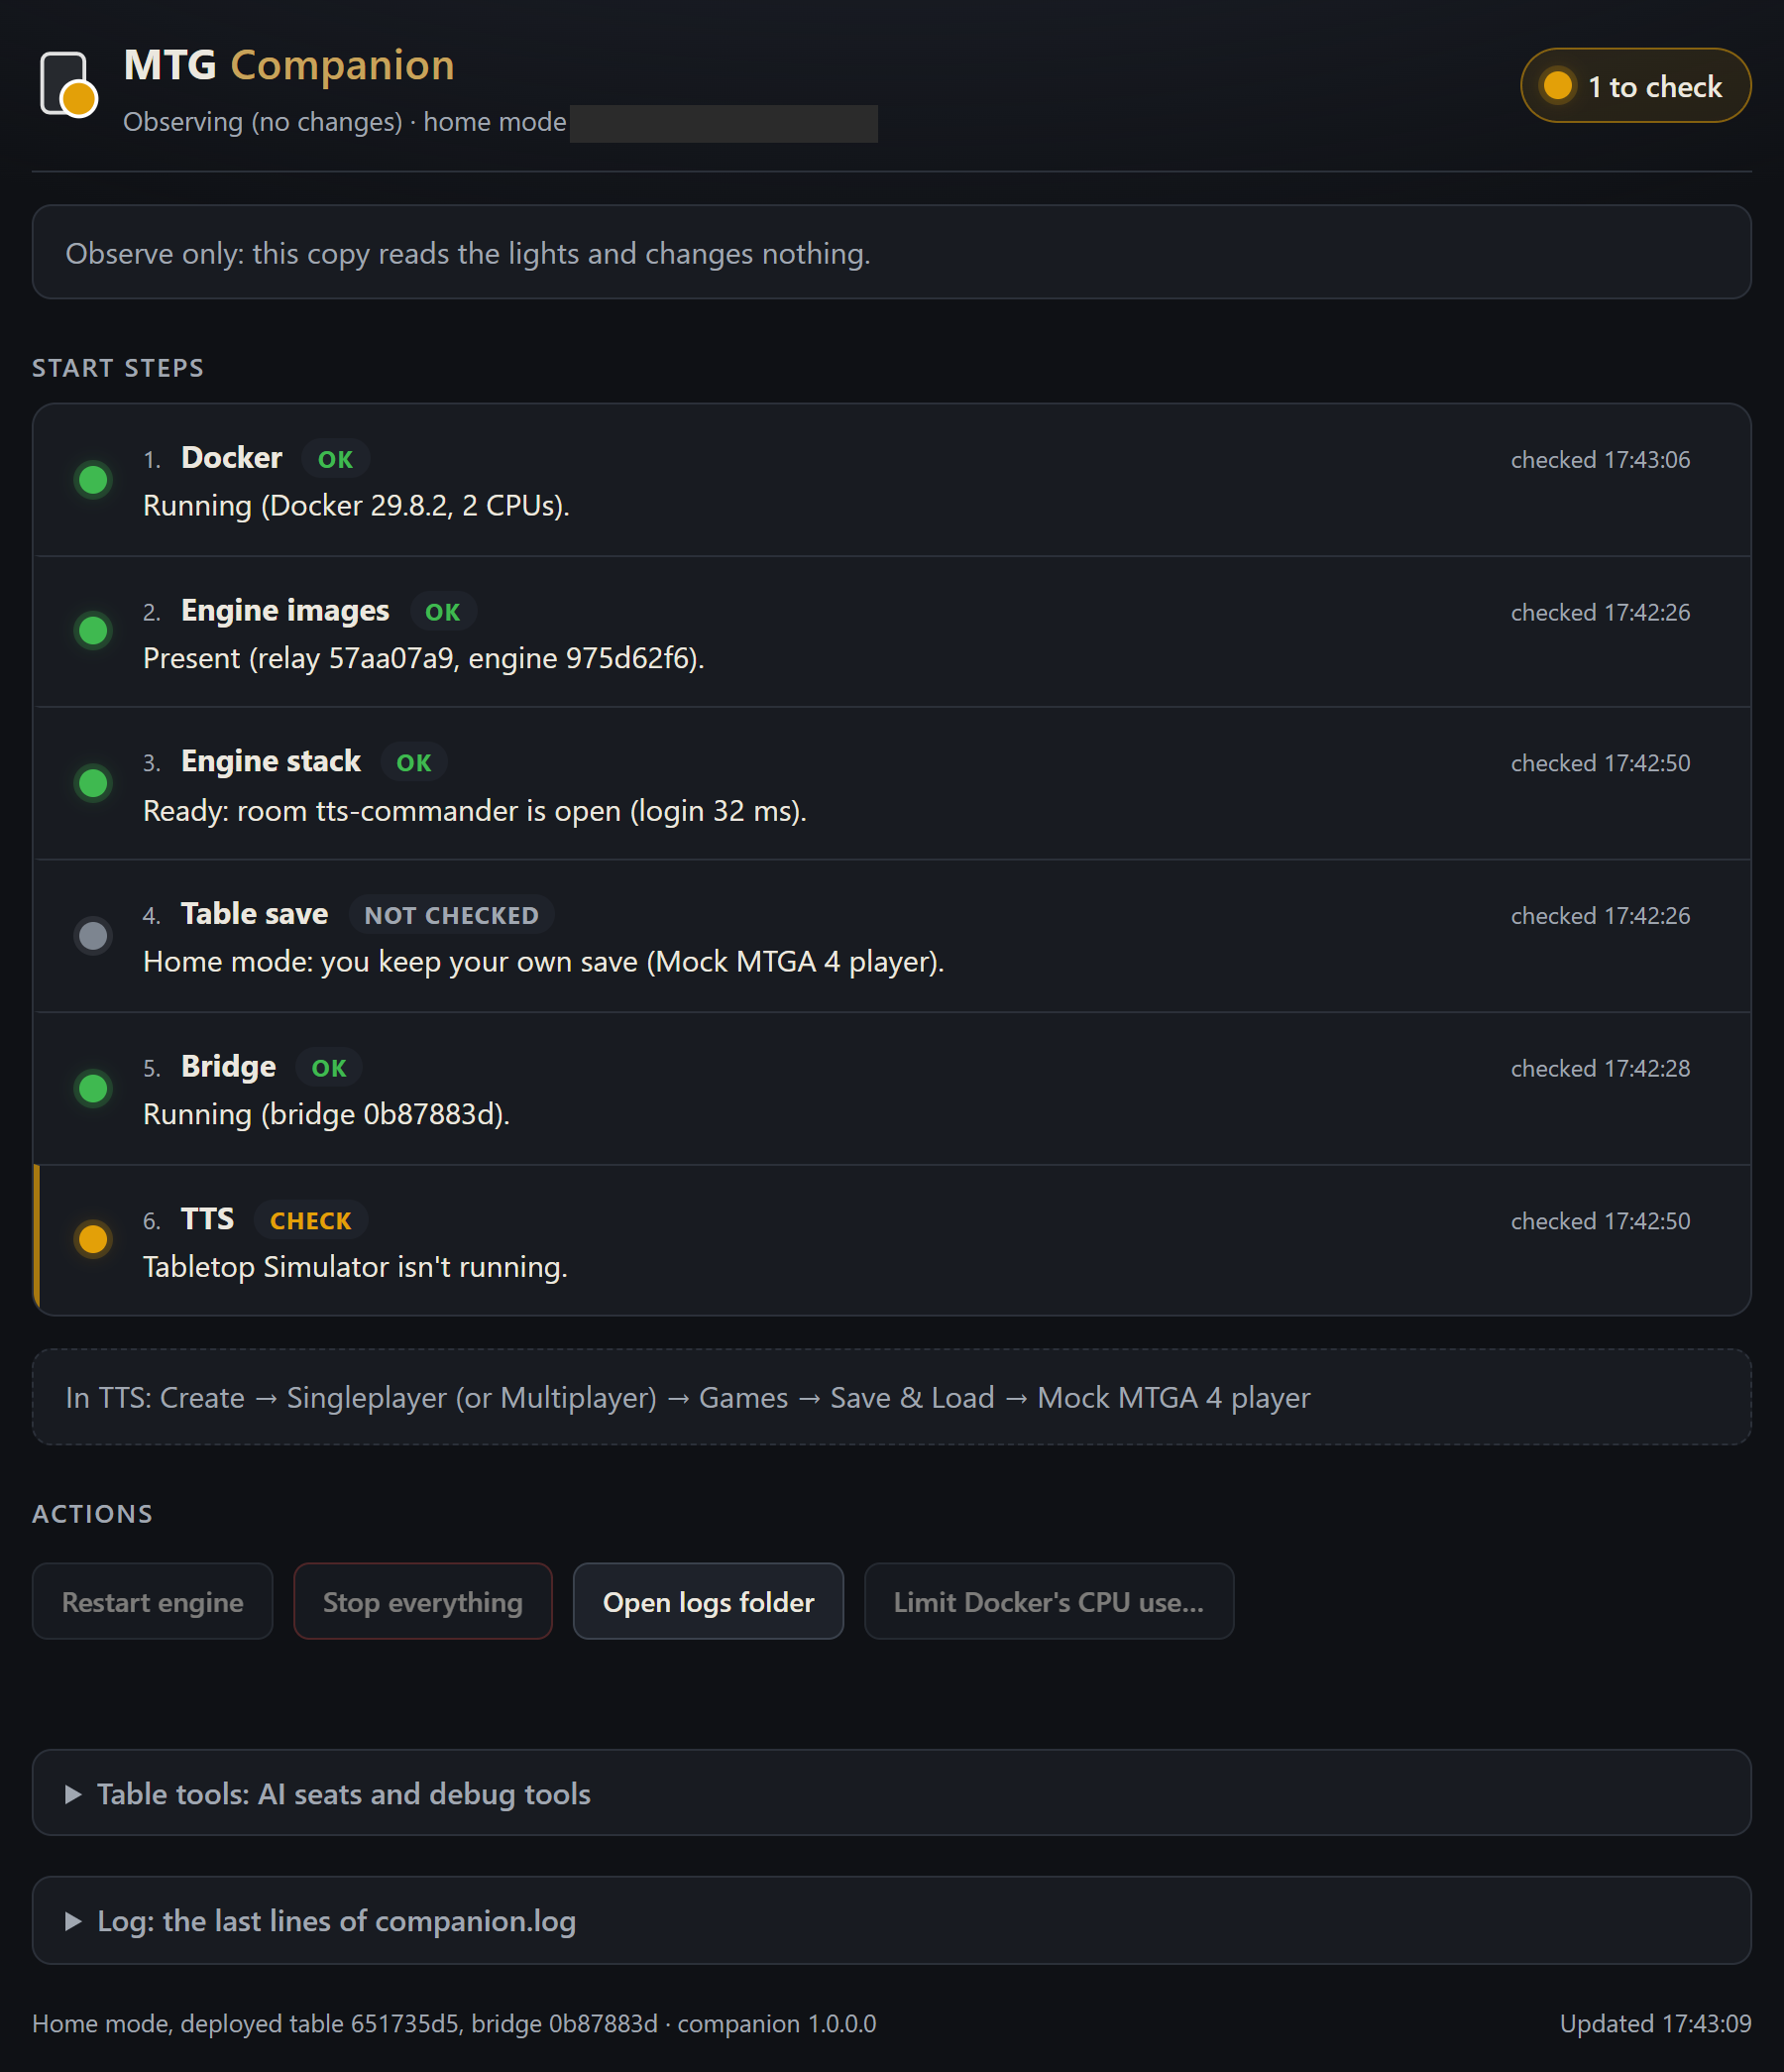 MTG Companion
1 to check
Observing (no changes) · home mode
Observe only: this copy reads the lights and changes nothing.
START STEPS
1. Docker OK checked 17:43:06
Running (Docker 29.8.2, 2 CPUs).
2. Engine images OK checked 17:42:26
Present (relay 57aa07a9, engine 975d62f6).
3. Engine stack OK checked 17:42:50
Ready: room tts-commander is open (login 32 ms).
4. Table save NOT CHECKED checked 17:42:26
Home mode: you keep your own save (Mock MTGA 4 player).
5. Bridge OK checked 17:42:28
Running (bridge 0b87883d).
6. TTS CHECK checked 17:42:50
Tabletop Simulator isn't running.
In TTS: Create → Singleplayer (or Multiplayer) → Games → Save & Load → Mock MTGA 4 player
ACTIONS
Restart engine Stop everything Open logs folder Limit Docker's CPU use...
▶ Table tools: AI seats and debug tools
▶ Log: the last lines of companion.log
Home mode, deployed table 651735d5, bridge 0b87883d · companion 1.0.0.0 Updated 17:43:09